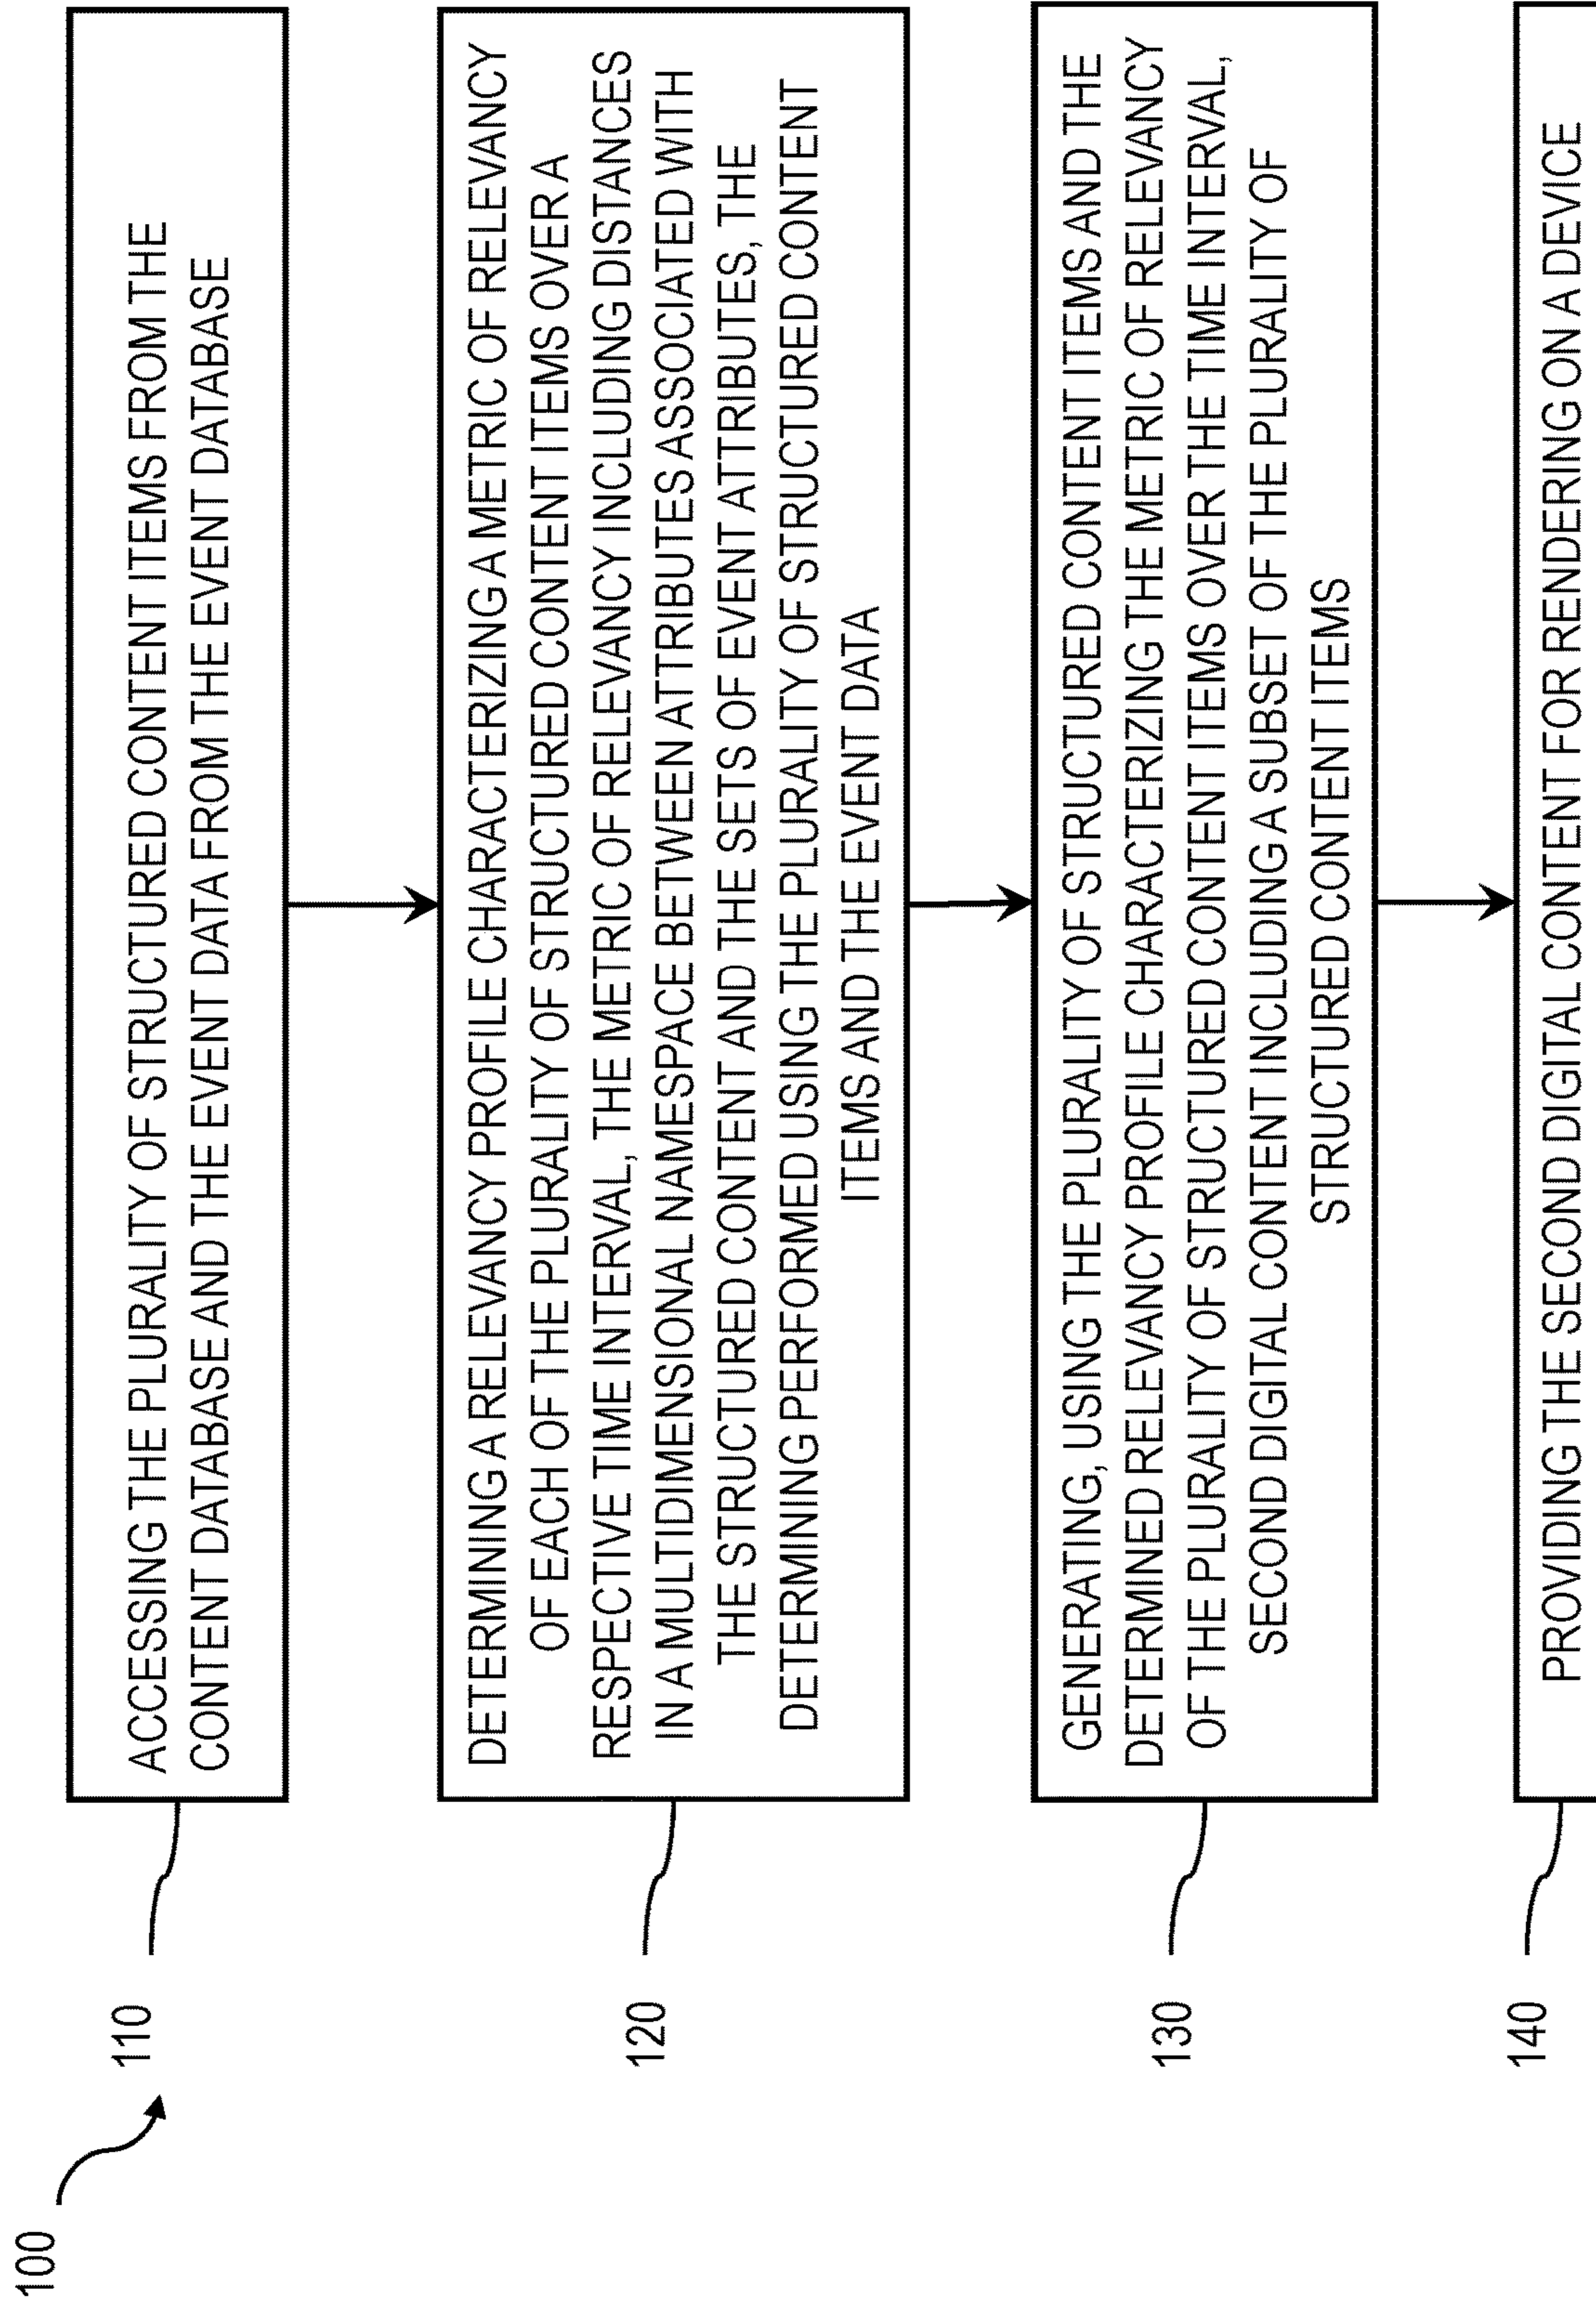 100
110
ACCESSING THE PLURALITY OF STRUCTURED CONTENT ITEMS FROM THE
CONTENT DATABASE AND THE EVENT DATA FROM THE EVENT DATABASE
120
DETERMINING A RELEVANCY PROFILE CHARACTERIZING A METRIC OF RELEVANCY
OF EACH OF THE PLURALITY OF STRUCTURED CONTENT ITEMS OVER A
RESPECTIVE TIME INTERVAL, THE METRIC OF RELEVANCY INCLUDING DISTANCES
IN A MULTIDIMENSIONAL NAMESPACE BETWEEN ATTRIBUTES ASSOCIATED WITH
THE STRUCTURED CONTENT AND THE SETS OF EVENT ATTRIBUTES, THE
DETERMINING PERFORMED USING THE PLURALITY OF STRUCTURED CONTENT
ITEMS AND THE EVENT DATA
130
GENERATING, USING THE PLURALITY OF STRUCTURED CONTENT ITEMS AND THE
DETERMINED RELEVANCY PROFILE CHARACTERIZING THE METRIC OF RELEVANCY
OF THE PLURALITY OF STRUCTURED CONTENT ITEMS OVER THE TIME INTERVAL,
SECOND DIGITAL CONTENT INCLUDING A SUBSET OF THE PLURALITY OF
STRUCTURED CONTENT ITEMS
140
PROVIDING THE SECOND DIGITAL CONTENT FOR RENDERING ON A DEVICE